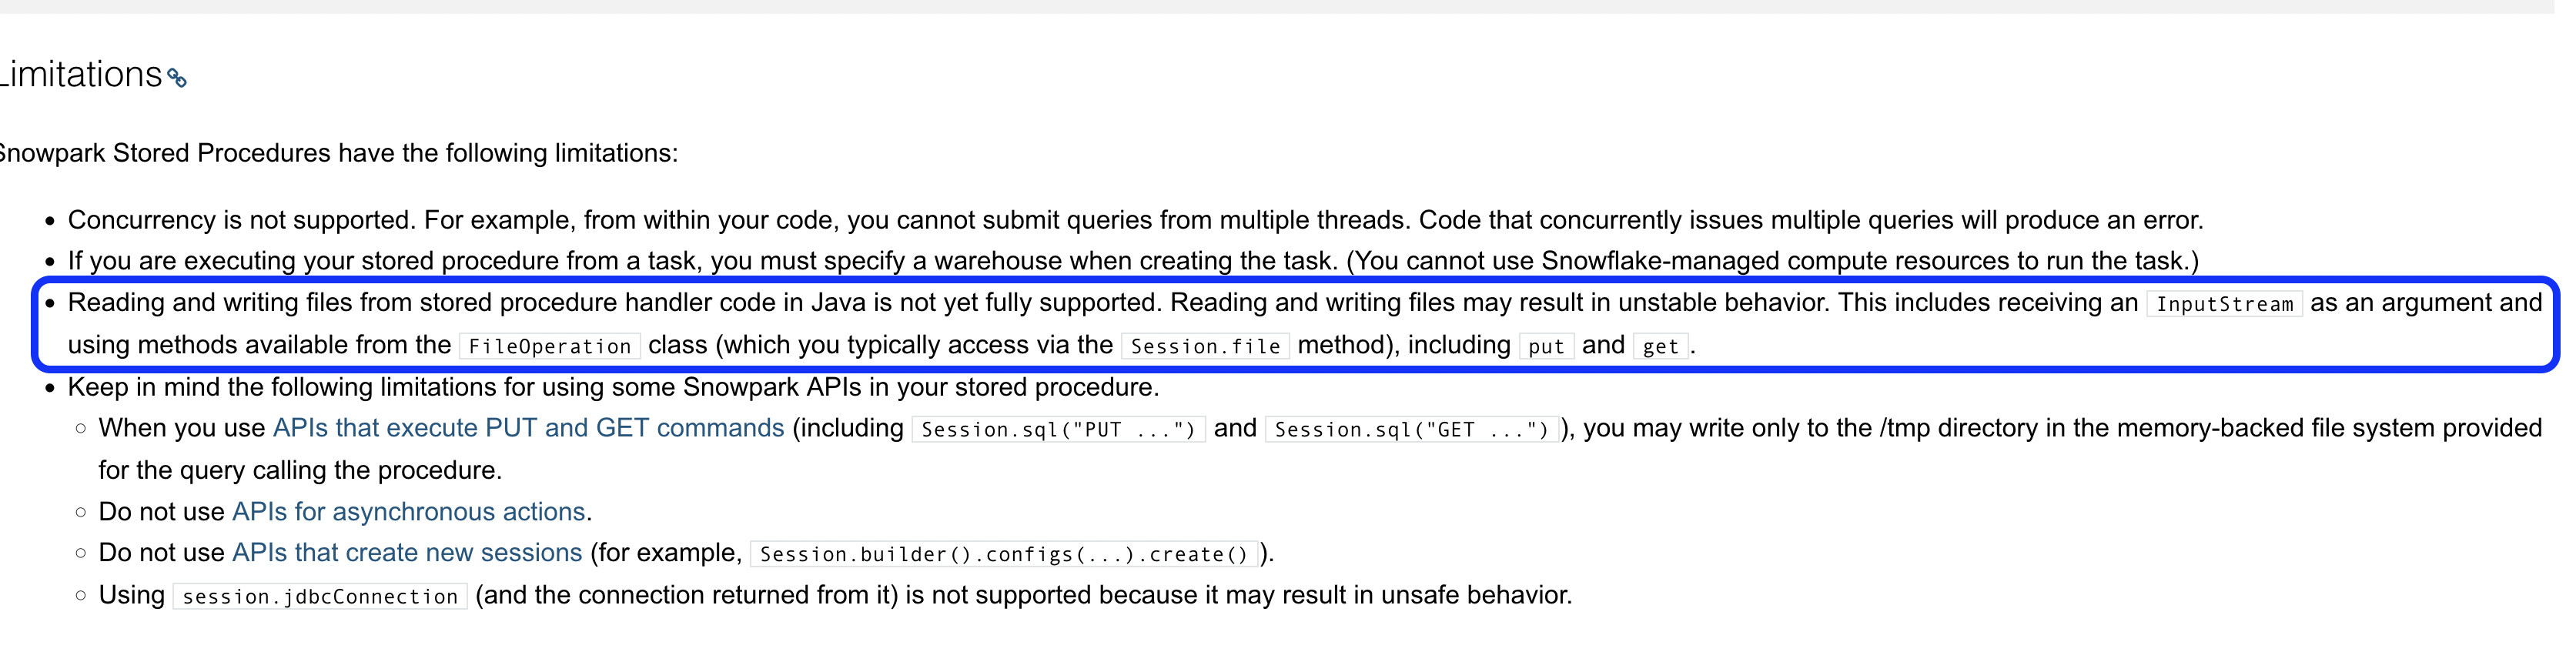 Limitations
Snowpark Stored Procedures have the following limitations:
• Concurrency is not supported. For example, from within your code, you cannot submit queries from multiple threads. Code that concurrently issues multiple queries will produce an error.
• If you are executing your stored procedure from a task, you must specify a warehouse when creating the task. (You cannot use Snowflake-managed compute resources to run the task.)
• Reading and writing files from stored procedure handler code in Java is not yet fully supported. Reading and writing files may result in unstable behavior. This includes receiving an InputStream as an argument and
using methods available from the FileOperation class (which you typically access via the Session.file method), including put and get.
• Keep in mind the following limitations for using some Snowpark APIs in your stored procedure.
◦ When you use APIs that execute PUT and GET commands (including Session.sql("PUT ...") and Session.sql("GET ...")), you may write only to the /tmp directory in the memory-backed file system provided
for the query calling the procedure.
◦ Do not use APIs for asynchronous actions.
◦ Do not use APIs that create new sessions (for example, Session.builder().configs(...).create()).
◦ Using session.jdbcConnection (and the connection returned from it) is not supported because it may result in unsafe behavior.